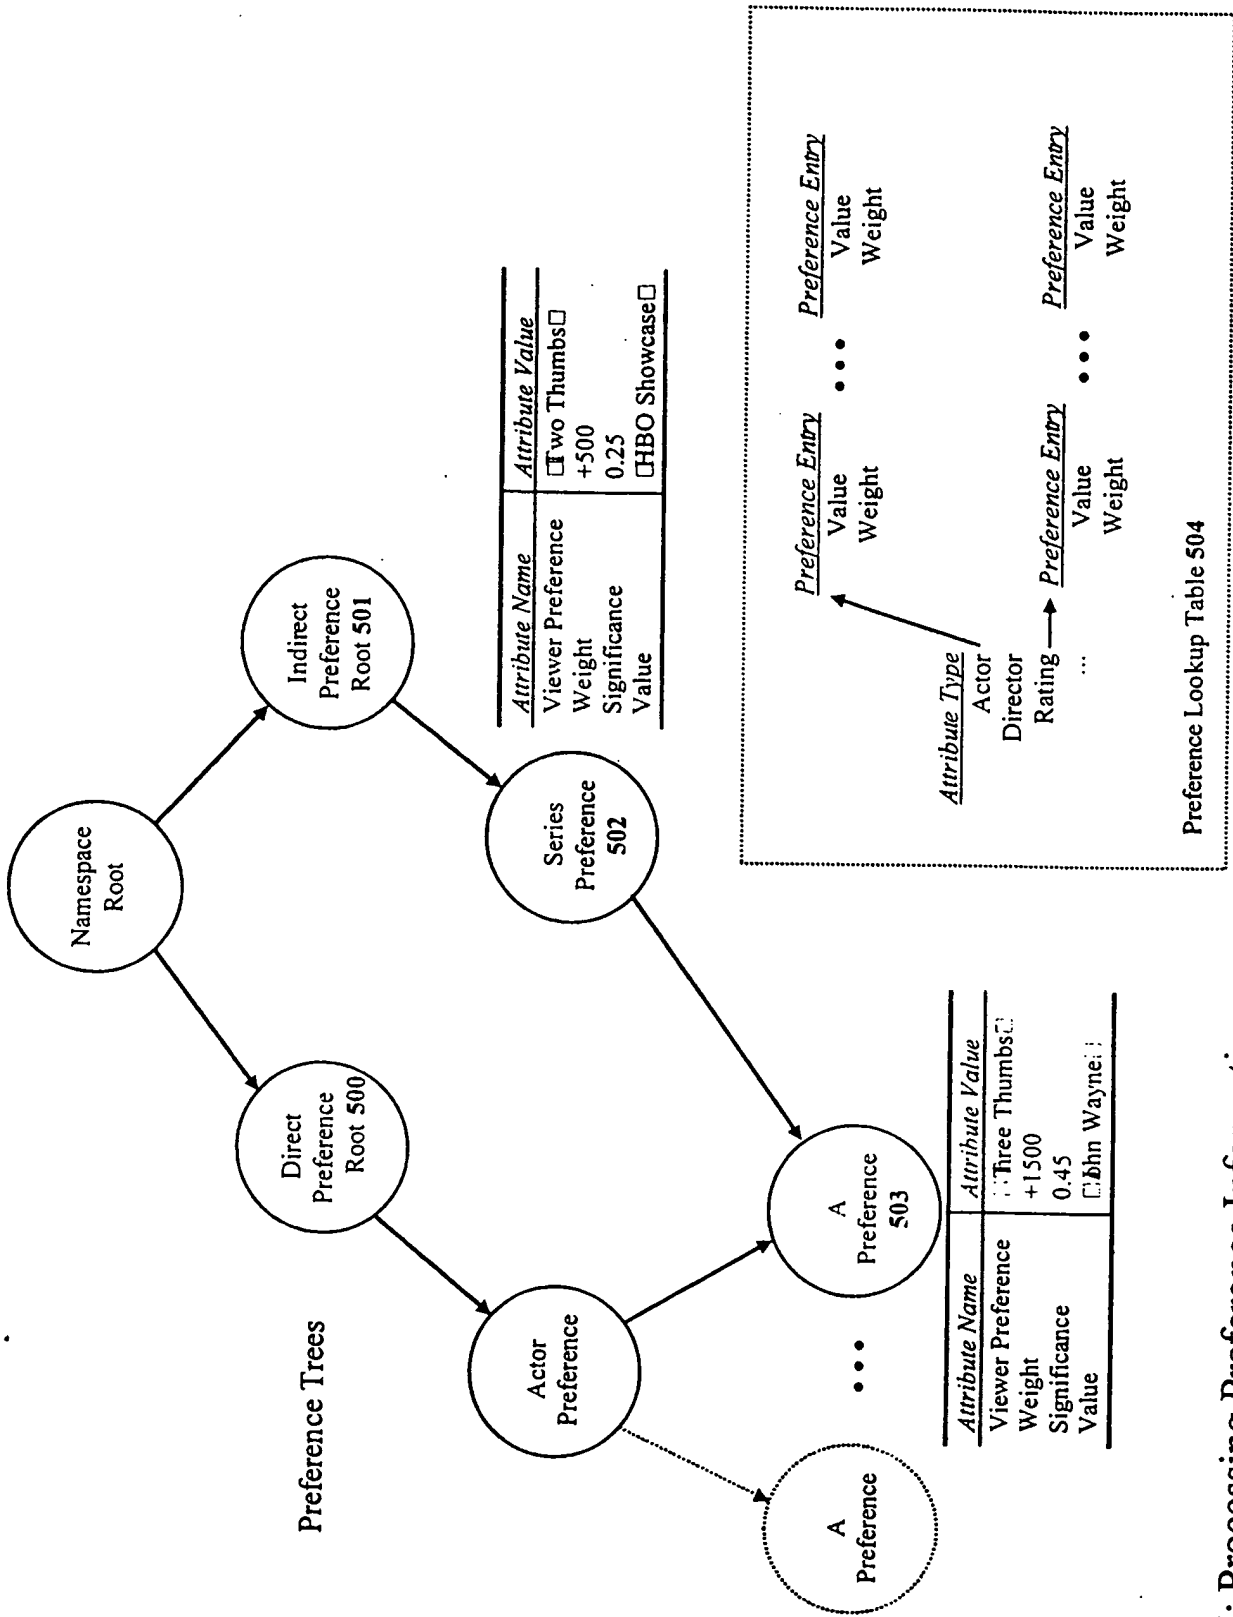 Preference Trees
Namespace
Root
Direct
Preference
Root 500
Indirect
Preference
Root 501
Actor
Preference
Series
Preference
502
Attribute Name Attribute Value
Viewer Preference □Two Thumbs□
Weight +500
Significance 0.25
Value □HBO Showcase□
A
Preference
•••
A
Preference
503
Attribute Name Attribute Value
Viewer Preference □Three Thumbs□
Weight +1500
Significance 0.45
Value □John Wayne□
Attribute Type
Actor
Director
Rating
...
Preference Entry ••• Preference Entry
Value Value
Weight Weight
Preference Entry ••• Preference Entry
Value Value
Weight Weight
Preference Lookup Table 504
: Processing Preference